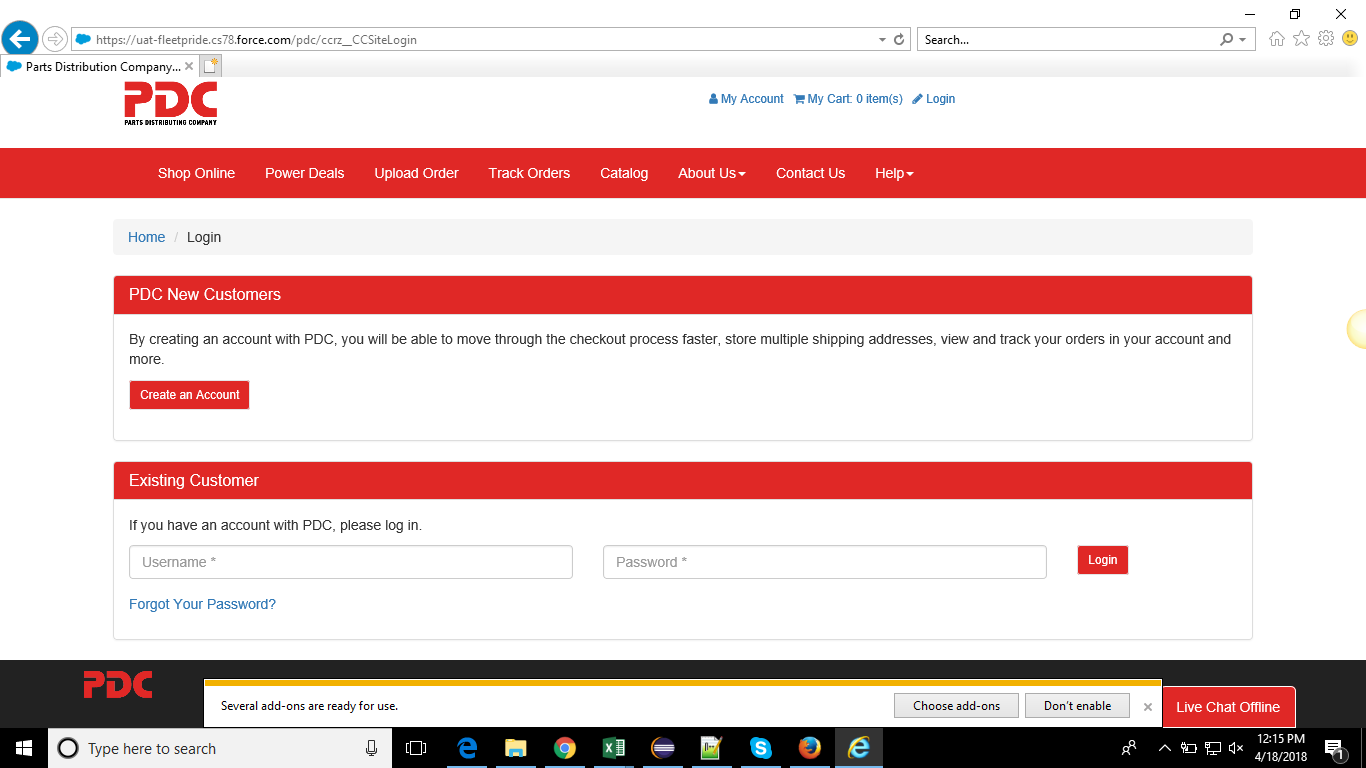 https://uat-fleetpride.cs78.force.com/pdc/ccrz__CCSiteLogin
Search...
Parts Distribution Company...
PDC
PARTS DISTRIBUTING COMPANY
My Account My Cart: 0 item(s) Login
Shop Online Power Deals Upload Order Track Orders Catalog About Us Contact Us Help
Home / Login
PDC New Customers
By creating an account with PDC, you will be able to move through the checkout process faster, store multiple shipping addresses, view and track your orders in your account and
more.
Create an Account
Existing Customer
If you have an account with PDC, please log in.
Username * Password * Login
Forgot Your Password?
PDC
Several add-ons are ready for use. Choose add-ons Don't enable
Live Chat Offline
Type here to search
12:15 PM
4/18/2018
1